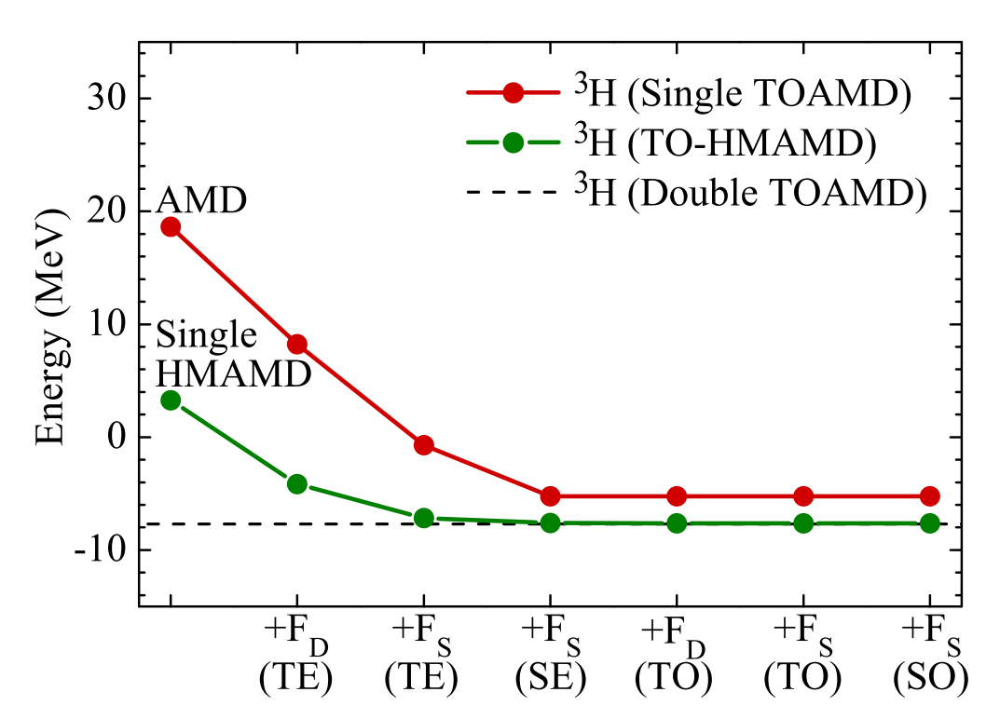 ³H (Single TOAMD)
³H (TO-HMAMD)
³H (Double TOAMD)
AMD
Single
HMAMD
Energy (MeV)
30
20
10
0
-10
+F_D (TE)
+F_S (TE)
+F_S (SE)
+F_D (TO)
+F_S (TO)
+F_S (SO)